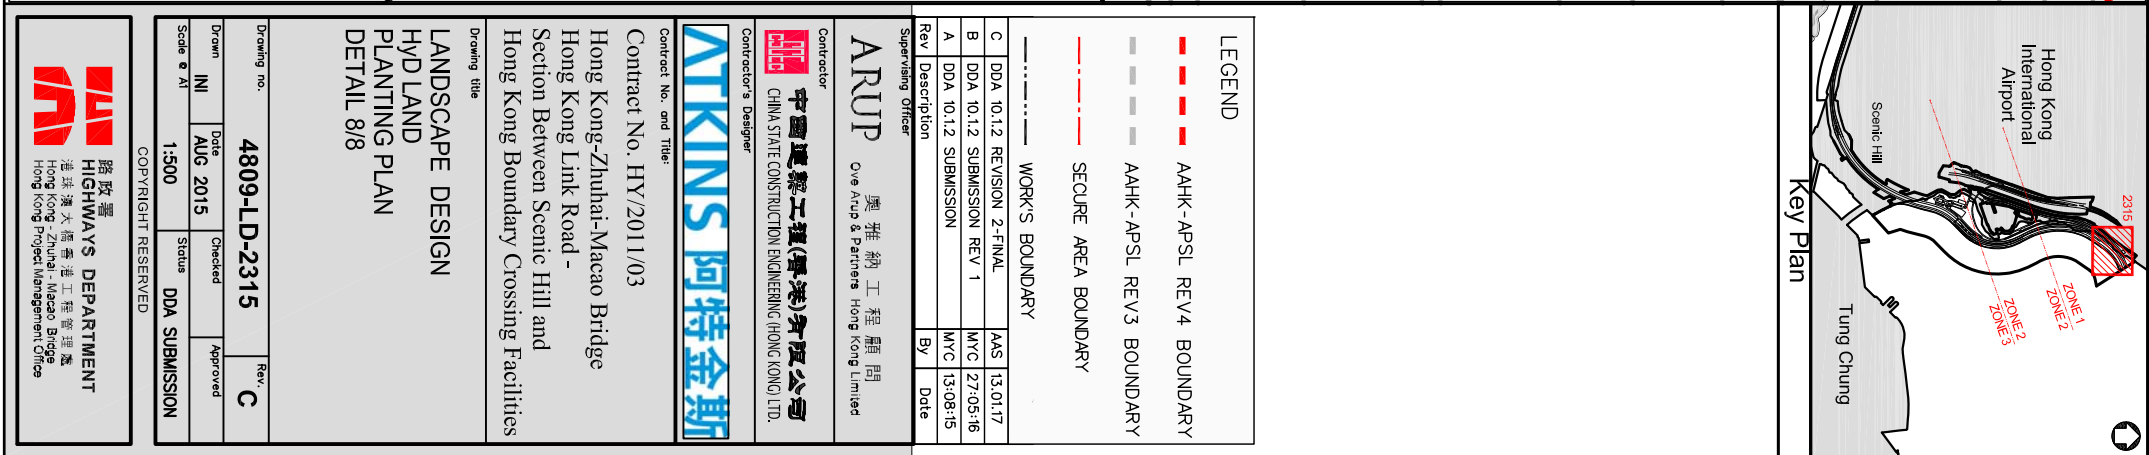 Hong Kong
International
Airport
Scenic Hill
2315
ZONE 1
ZONE 2
ZONE 2
ZONE 3
Tung Chung
Key Plan
LEGEND
AAHK-APSL REV4 BOUNDARY
AAHK-APSL REV3 BOUNDARY
SECURE AREA BOUNDARY
WORK'S BOUNDARY
C DDA 10.1.2 REVISION 2-FINAL AAS 13.01.17
B DDA 10.1.2 SUBMISSION REV 1 MYC 27:05:16
A DDA 10.1.2 SUBMISSION MYC 13:08:15
Rev Description By Date
Supervising Officer
ARUP 奧雅納工程顧問
Ove Arup & Partners Hong Kong Limited
Contractor
中國建築工程(香港)有限公司
CHINA STATE CONSTRUCTION ENGINEERING (HONG KONG) LTD.
Contractor's Designer
ATKINS 阿特金斯
Contract No. and Title:
Contract No. HY/2011/03
Hong Kong-Zhuhai-Macao Bridge
Hong Kong Link Road -
Section Between Scenic Hill and
Hong Kong Boundary Crossing Facilities
Drawing title
LANDSCAPE DESIGN
HyD LAND
PLANTING PLAN
DETAIL 8/8
Drawing no. Rev.
4809-LD-2315 C
Drawn Date Checked Approved
INI AUG 2015
Scale @ A1 Status
1:500 DDA SUBMISSION
COPYRIGHT RESERVED
路政署
HIGHWAYS DEPARTMENT
港珠澳大橋香港工程管理處
Hong Kong - Zhuhai - Macao Bridge
Hong Kong Project Management Office